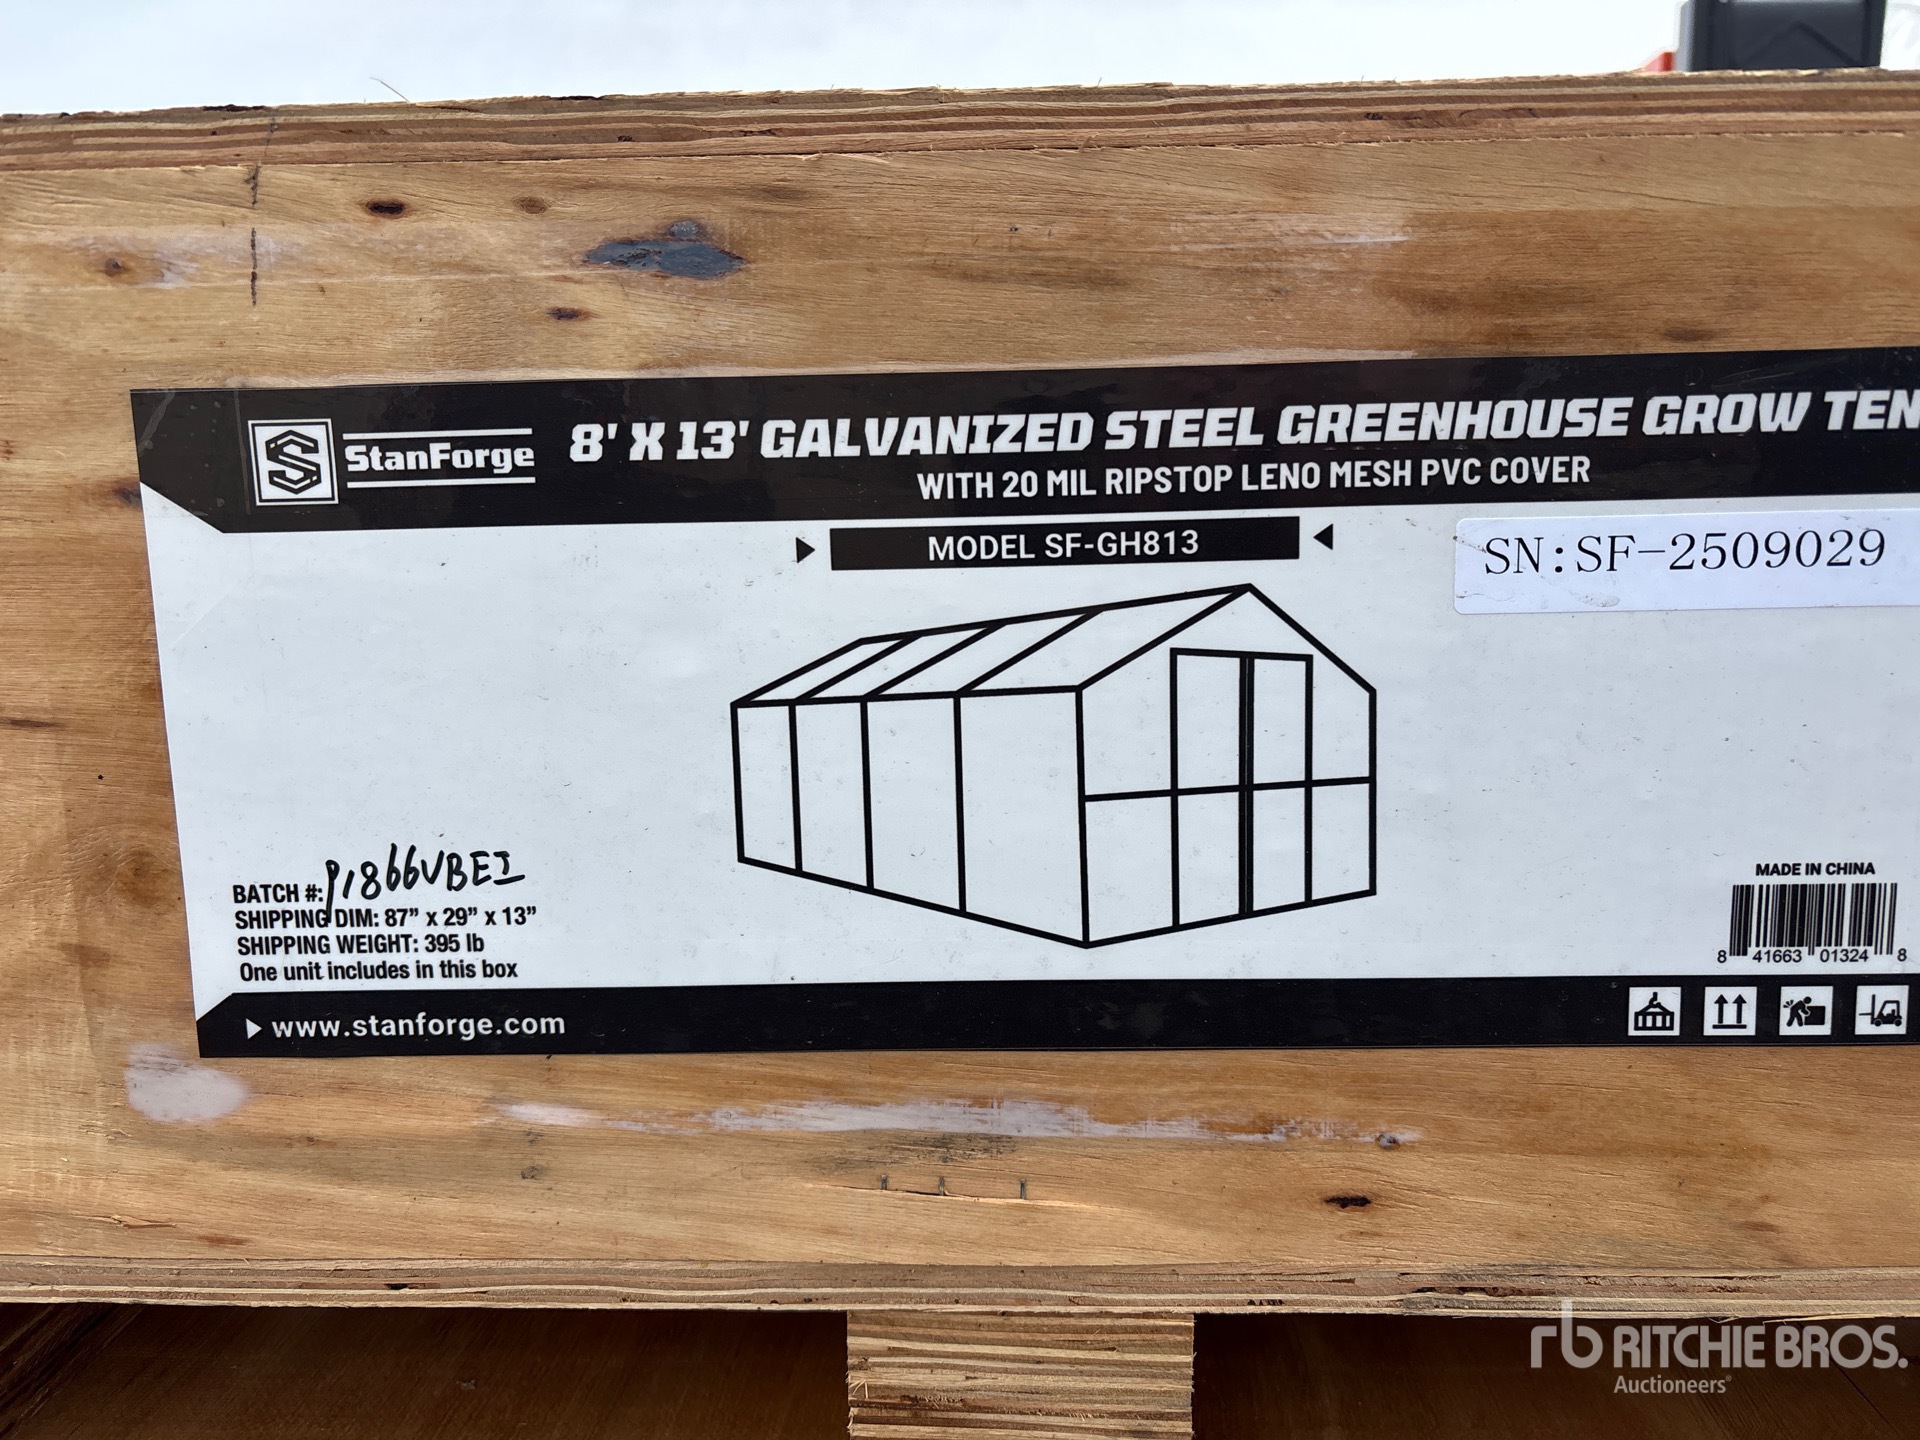 StanForge
8' X 13' GALVANIZED STEEL GREENHOUSE GROW TEN
WITH 20 MIL RIPSTOP LENO MESH PVC COVER
MODEL SF-GH813
SN:SF-2509029
BATCH #: P1866VBEI
SHIPPING DIM: 87” x 29” x 13”
SHIPPING WEIGHT: 395 lb
One unit includes in this box
MADE IN CHINA
8 41663 01324 8
www.stanforge.com
rb RITCHIE BROS.
Auctioneers®